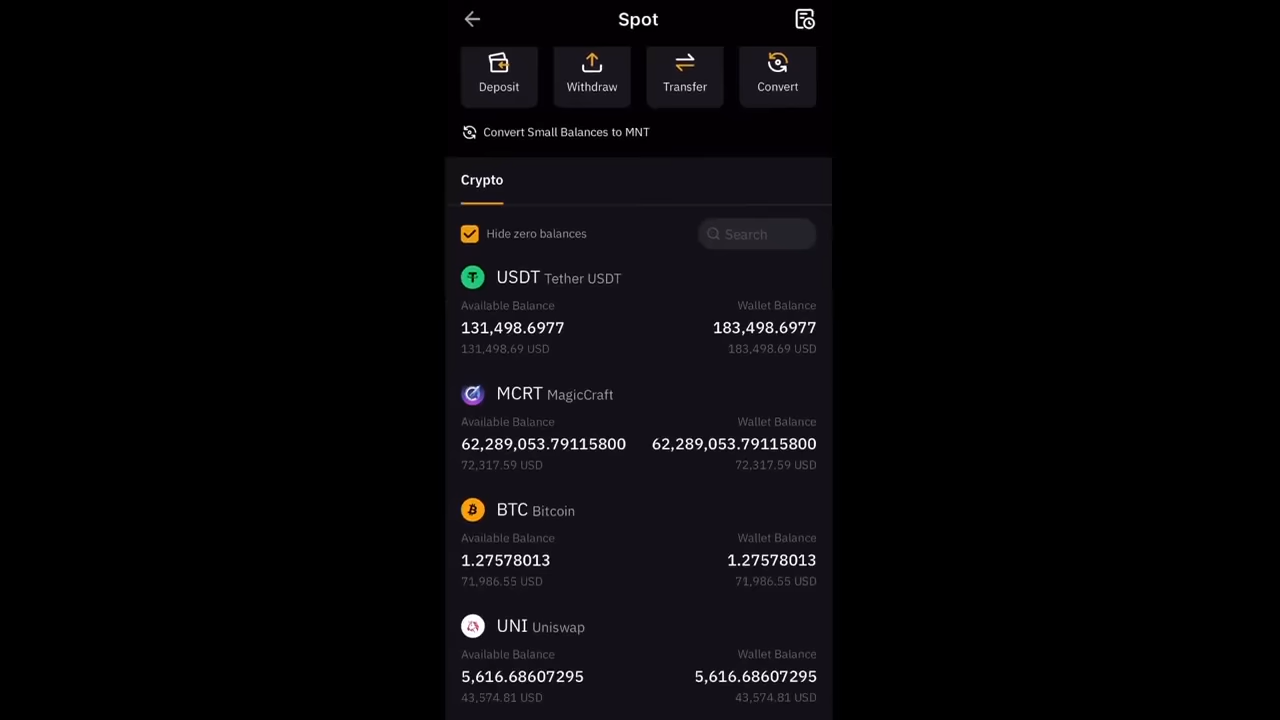 Spot
Deposit Withdraw Transfer Convert
Convert Small Balances to MNT
Crypto
Hide zero balances Search
USDT Tether USDT
Available Balance Wallet Balance
131,498.6977 183,498.6977
131,498.69 USD 183,498.69 USD
MCRT MagicCraft
Available Balance Wallet Balance
62,289,053.79115800 62,289,053.79115800
72,317.59 USD 72,317.59 USD
BTC Bitcoin
Available Balance Wallet Balance
1.27578013 1.27578013
71,986.55 USD 71,986.55 USD
UNI Uniswap
Available Balance Wallet Balance
5,616.68607295 5,616.68607295
43,574.81 USD 43,574.81 USD